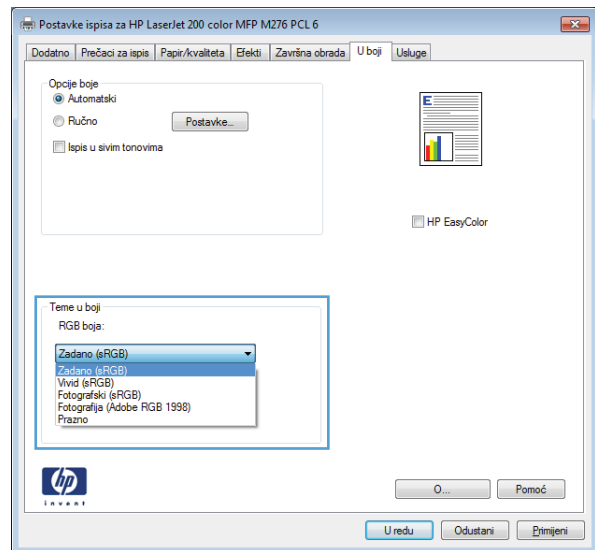 Postavke ispisa za HP LaserJet 200 color MFP M276 PCL 6
Dodatno Prečaci za ispis Papir/kvaliteta Efekti Završna obrada U boji Usluge
Opcije boje
Automatski
Ručno Postavke...
Ispis u sivim tonovima
E
HP EasyColor
Teme u boji
RGB boja:
Zadano (sRGB)
Zadano (sRGB)
Vivid (sRGB)
Fotografski (sRGB)
Fotografija (Adobe RGB 1998)
Prazno
hp
invent
O... Pomoć
U redu Odustani Primijeni